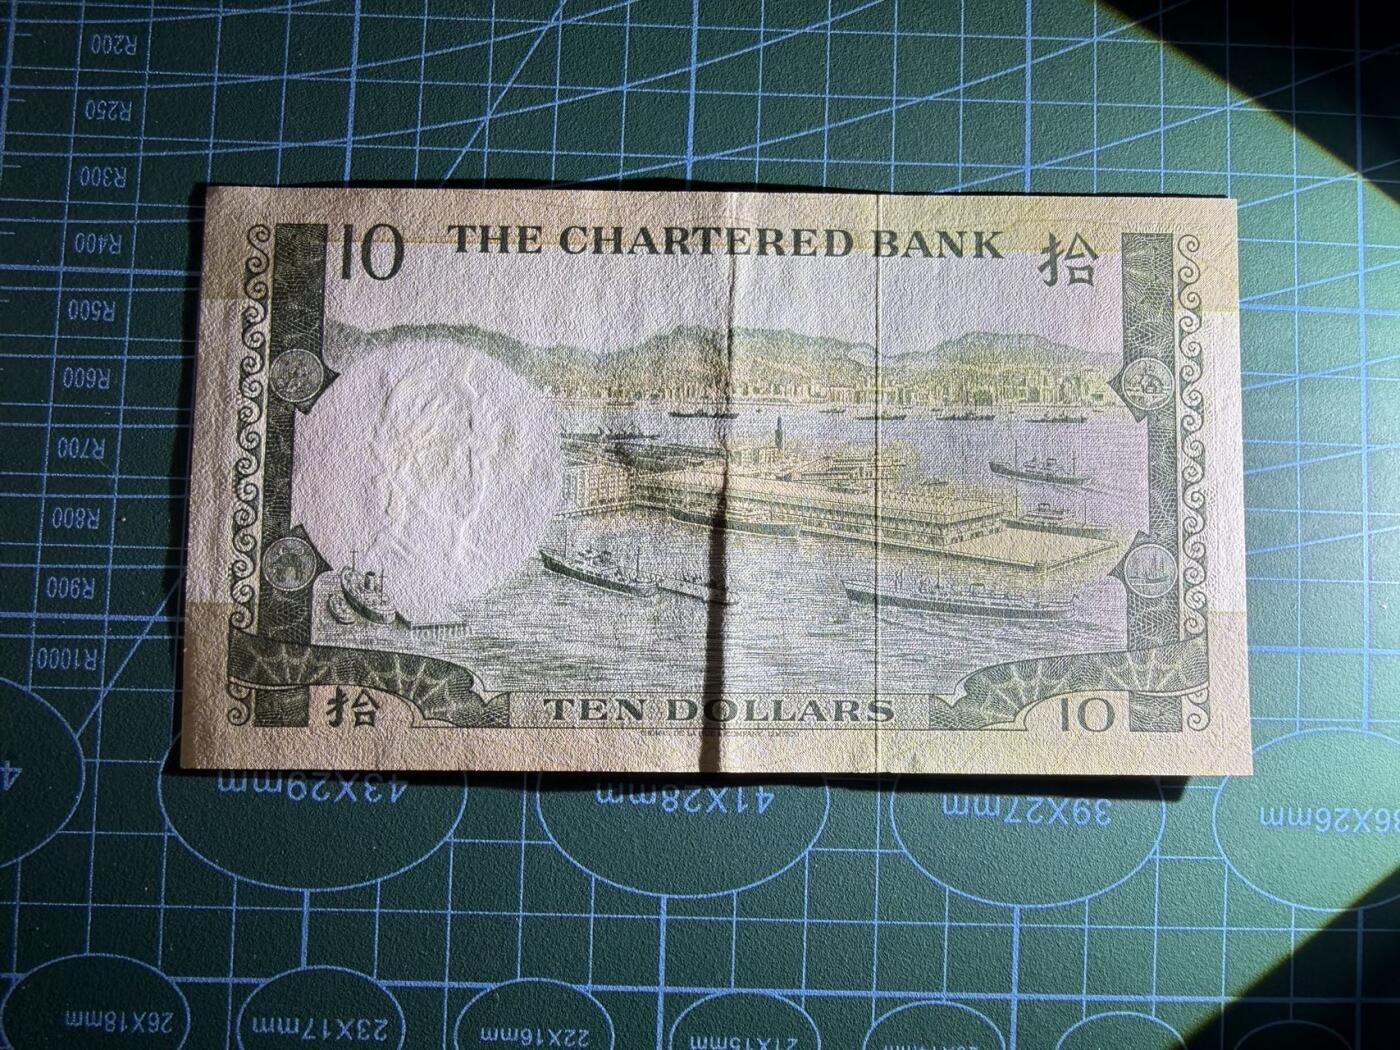 R200
R250
R300
R400
R500
R600
R700
R800
R900
R1000
10 THE CHARTERED BANK 拾
拾 TEN DOLLARS 10
43X29mm
41X28mm
39X27mm
26X18mm
23X17mm
22X16mm